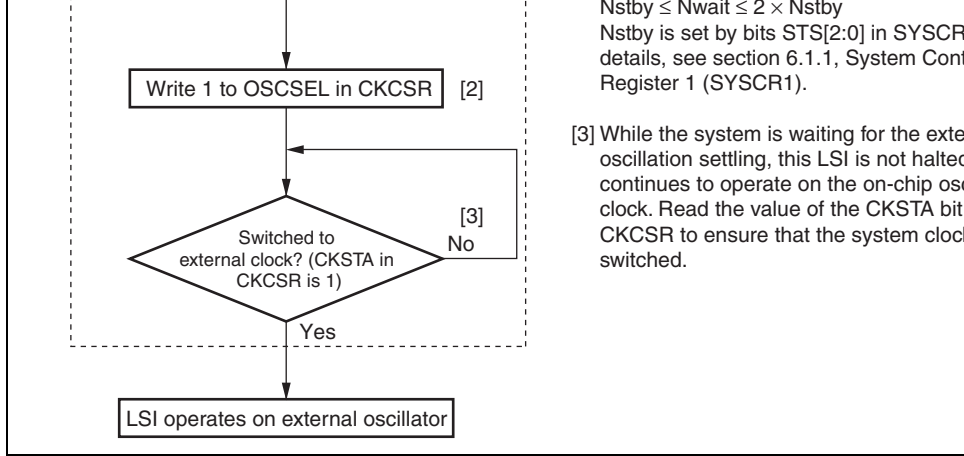 Nstby ≤ Nwait ≤ 2 × Nstby
Nstby is set by bits STS[2:0] in SYSCR
details, see section 6.1.1, System Cont
Register 1 (SYSCR1).
Write 1 to OSCSEL in CKCSR [2]
[3] While the system is waiting for the exte
oscillation settling, this LSI is not halted
continues to operate on the on-chip osc
clock. Read the value of the CKSTA bit
CKCSR to ensure that the system clock
switched.
[3]
Switched to
external clock? (CKSTA in
CKCSR is 1)
No
Yes
LSI operates on external oscillator